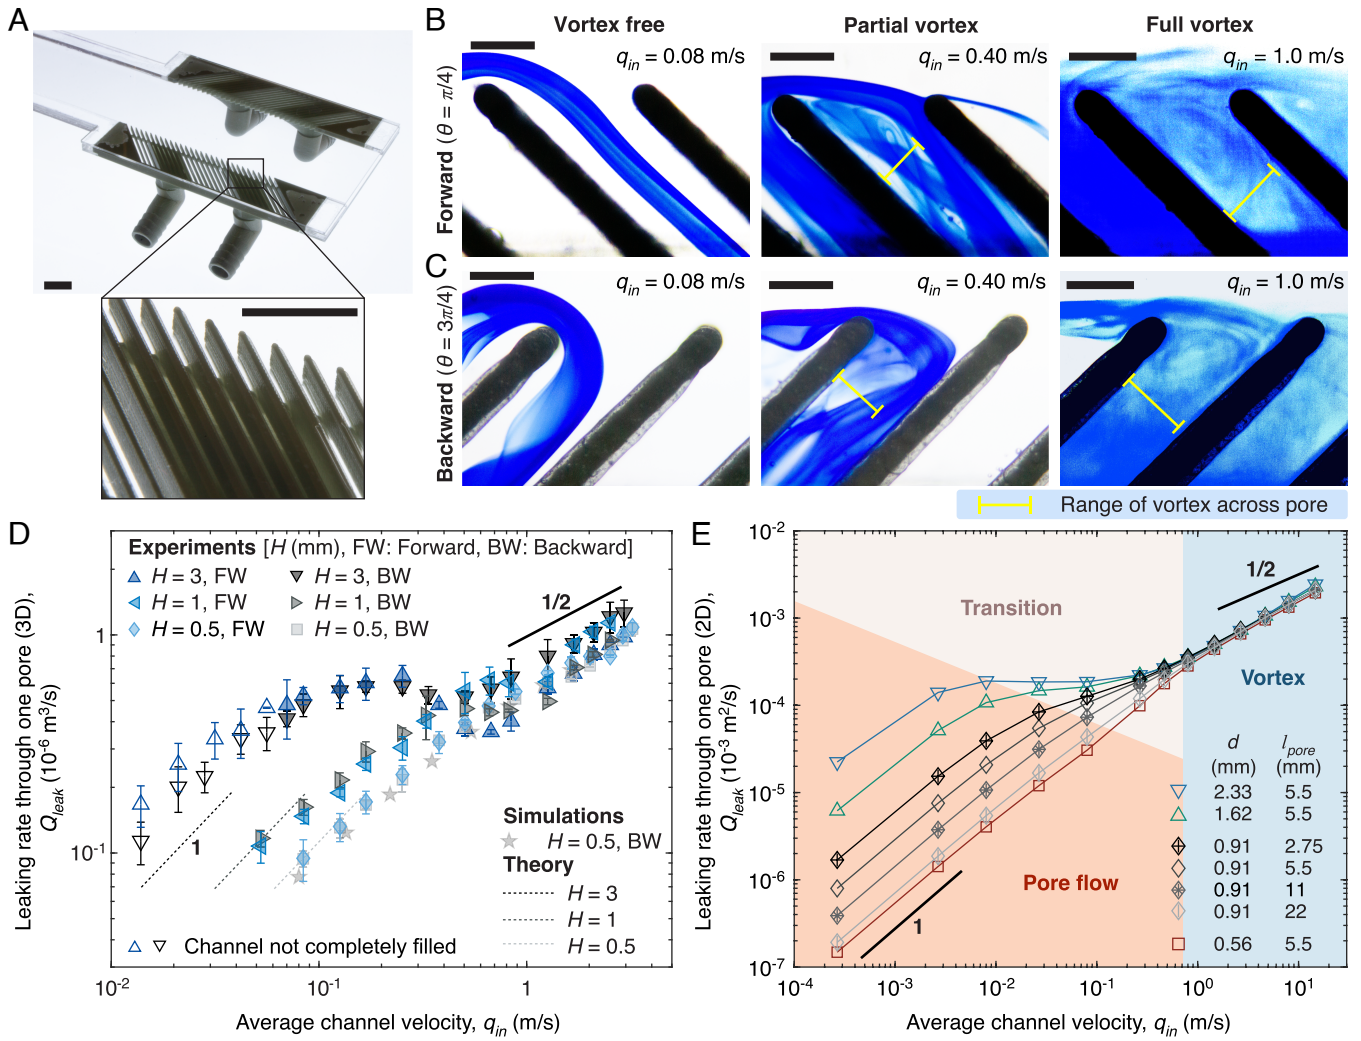 A
B
Vortex free
Partial vortex
Full vortex
q_in = 0.08 m/s
q_in = 0.40 m/s
q_in = 1.0 m/s
Forward (θ = π/4)
C
q_in = 0.08 m/s
q_in = 0.40 m/s
q_in = 1.0 m/s
Backward (θ = 3π/4)
Range of vortex across pore
D
Experiments [H (mm), FW: Forward, BW: Backward]
H = 3, FW
H = 3, BW
H = 1, FW
H = 1, BW
H = 0.5, FW
H = 0.5, BW
1/2
1
Simulations
H = 0.5, BW
Theory
H = 3
H = 1
H = 0.5
Channel not completely filled
1
10⁻¹
10⁻²
10⁻¹
1
Leaking rate through one pore (3D),
Q_leak (10⁻⁶ m³/s)
Average channel velocity, q_in (m/s)
E
Transition
1/2
Vortex
Pore flow
1
d
(mm)
l_pore
(mm)
2.33 5.5
1.62 5.5
0.91 2.75
0.91 5.5
0.91 11
0.91 22
0.56 5.5
10⁻²
10⁻³
10⁻⁴
10⁻⁵
10⁻⁶
10⁻⁷
10⁻⁴
10⁻³
10⁻²
10⁻¹
10⁰
10¹
Leaking rate through one pore (2D),
Q_leak (10⁻³ m²/s)
Average channel velocity, q_in (m/s)